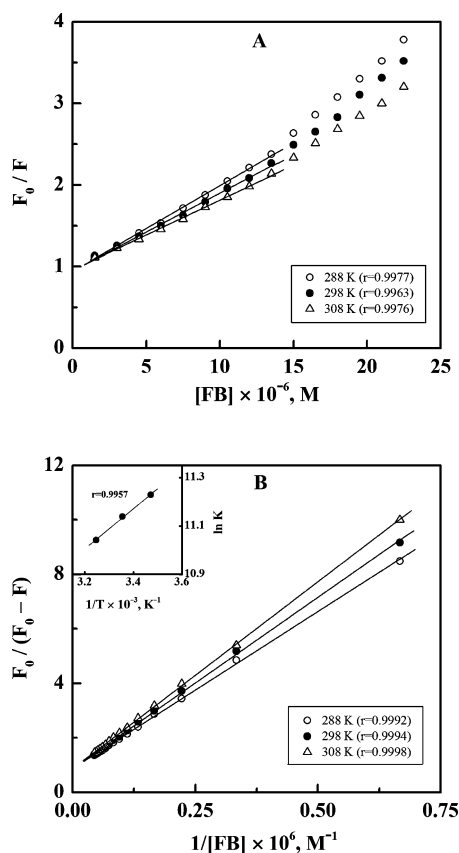 A
4
3
2
1
0
F₀ / F
288 K (r=0.9977)
298 K (r=0.9963)
308 K (r=0.9976)
0 5 10 15 20 25
[FB] × 10⁻⁶, M
B
12
8
4
0
F₀ / (F₀ – F)
r=0.9957
11.3
11.1
10.9
ln K
3.2 3.4 3.6
1/T × 10⁻³, K⁻¹
288 K (r=0.9992)
298 K (r=0.9994)
308 K (r=0.9998)
0.00 0.25 0.50 0.75
1/[FB] × 10⁶, M⁻¹